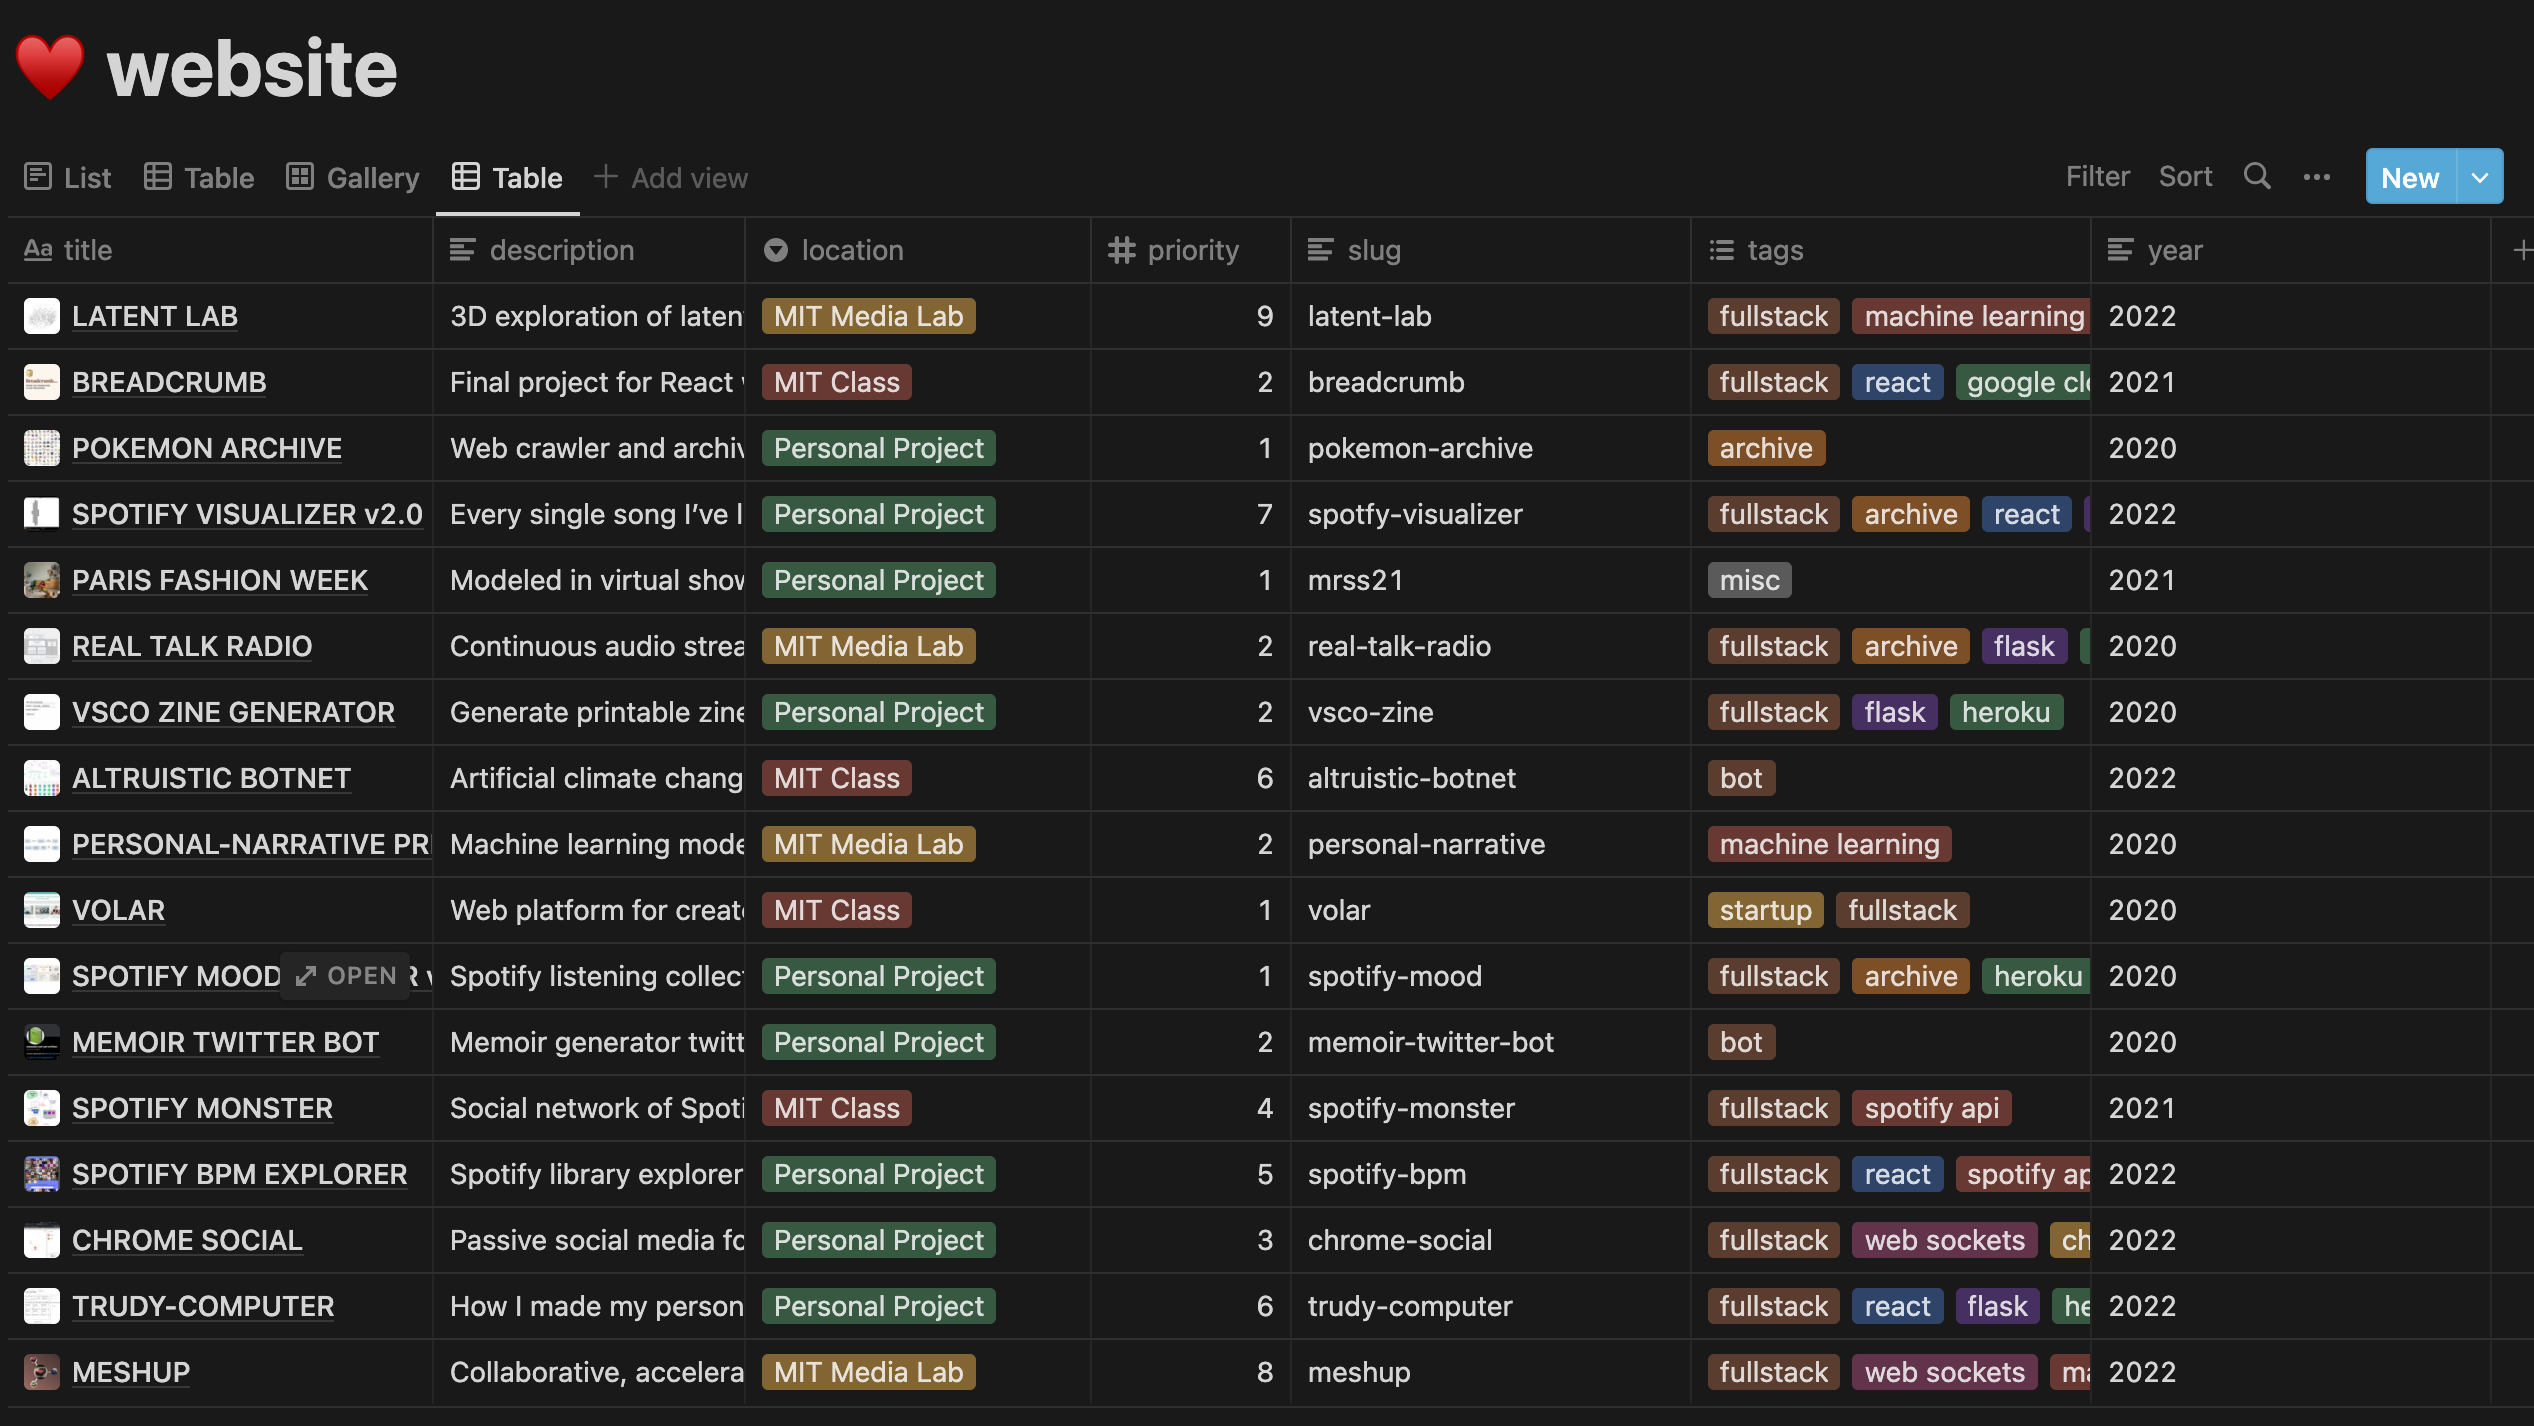 website
List Table Gallery Table Add view Filter Sort New
Aa title description location priority slug tags year
LATENT LAB 3D exploration of laten MIT Media Lab 9 latent-lab fullstack machine learning 2022
BREADCRUMB Final project for React MIT Class 2 breadcrumb fullstack react google clo 2021
POKEMON ARCHIVE Web crawler and archiv Personal Project 1 pokemon-archive archive 2020
SPOTIFY VISUALIZER v2.0 Every single song I've l Personal Project 7 spotfy-visualizer fullstack archive react 2022
PARIS FASHION WEEK Modeled in virtual show Personal Project 1 mrss21 misc 2021
REAL TALK RADIO Continuous audio strea MIT Media Lab 2 real-talk-radio fullstack archive flask 2020
VSCO ZINE GENERATOR Generate printable zine Personal Project 2 vsco-zine fullstack flask heroku 2020
ALTRUISTIC BOTNET Artificial climate chang MIT Class 6 altruistic-botnet bot 2022
PERSONAL-NARRATIVE PR Machine learning mode MIT Media Lab 2 personal-narrative machine learning 2020
VOLAR Web platform for creat MIT Class 1 volar startup fullstack 2020
SPOTIFY MOOD OPEN R Spotify listening collec Personal Project 1 spotify-mood fullstack archive heroku 2020
MEMOIR TWITTER BOT Memoir generator twitt Personal Project 2 memoir-twitter-bot bot 2020
SPOTIFY MONSTER Social network of Spoti MIT Class 4 spotify-monster fullstack spotify api 2021
SPOTIFY BPM EXPLORER Spotify library explorer Personal Project 5 spotify-bpm fullstack react spotify ap 2022
CHROME SOCIAL Passive social media fo Personal Project 3 chrome-social fullstack web sockets ch 2022
TRUDY-COMPUTER How I made my person Personal Project 6 trudy-computer fullstack react flask he 2022
MESHUP Collaborative, accelera MIT Media Lab 8 meshup fullstack web sockets ma 2022